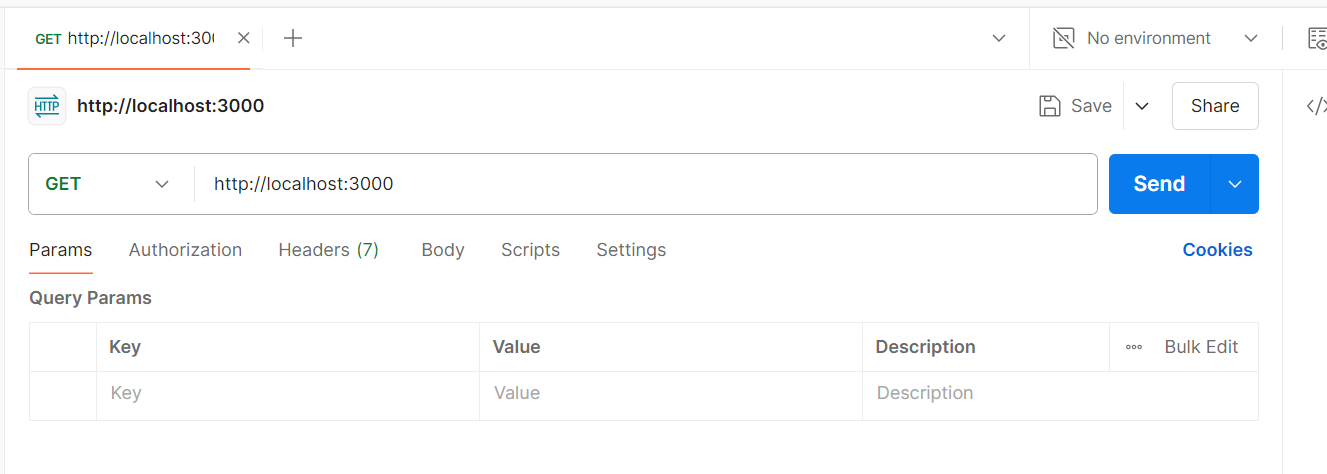 GET http://localhost:300
No environment
HTTP http://localhost:3000
Save
Share
</>
GET http://localhost:3000
Send
Params Authorization Headers (7) Body Scripts Settings Cookies
Query Params
Key Value Description Bulk Edit
Key Value Description